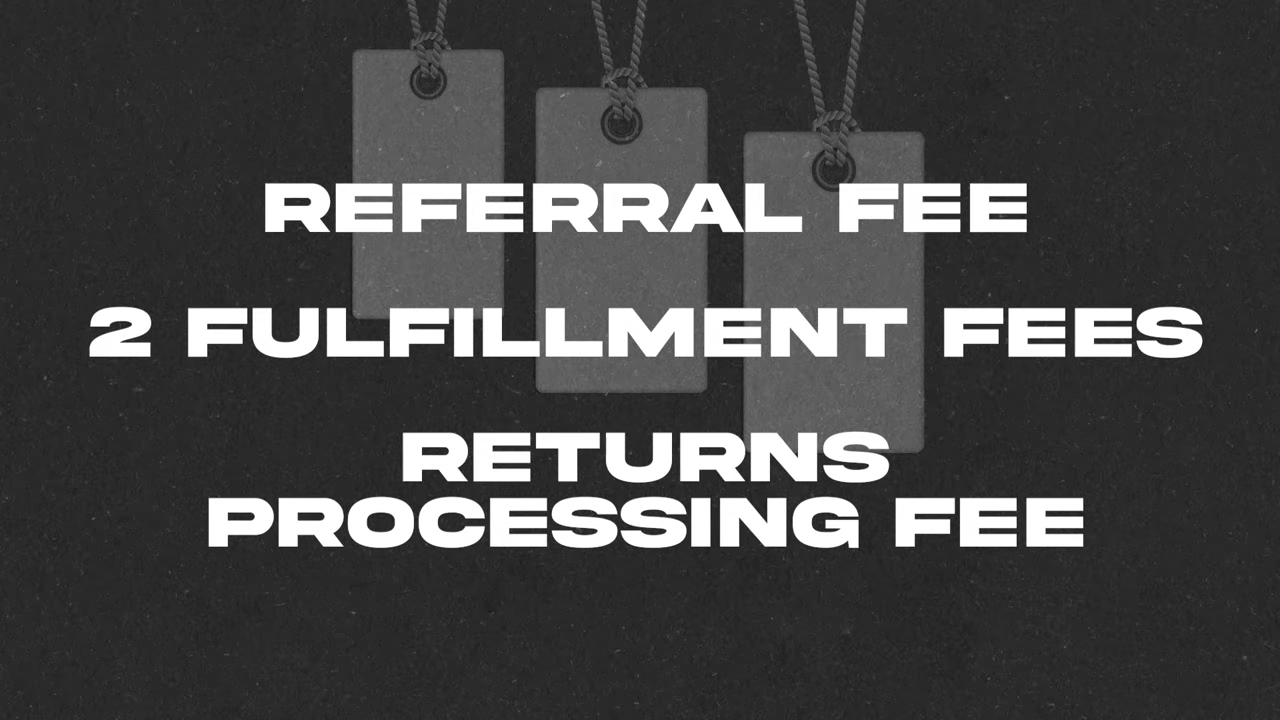 REFERRAL FEE
2 FULFILLMENT FEES
RETURNS
PROCESSING FEE